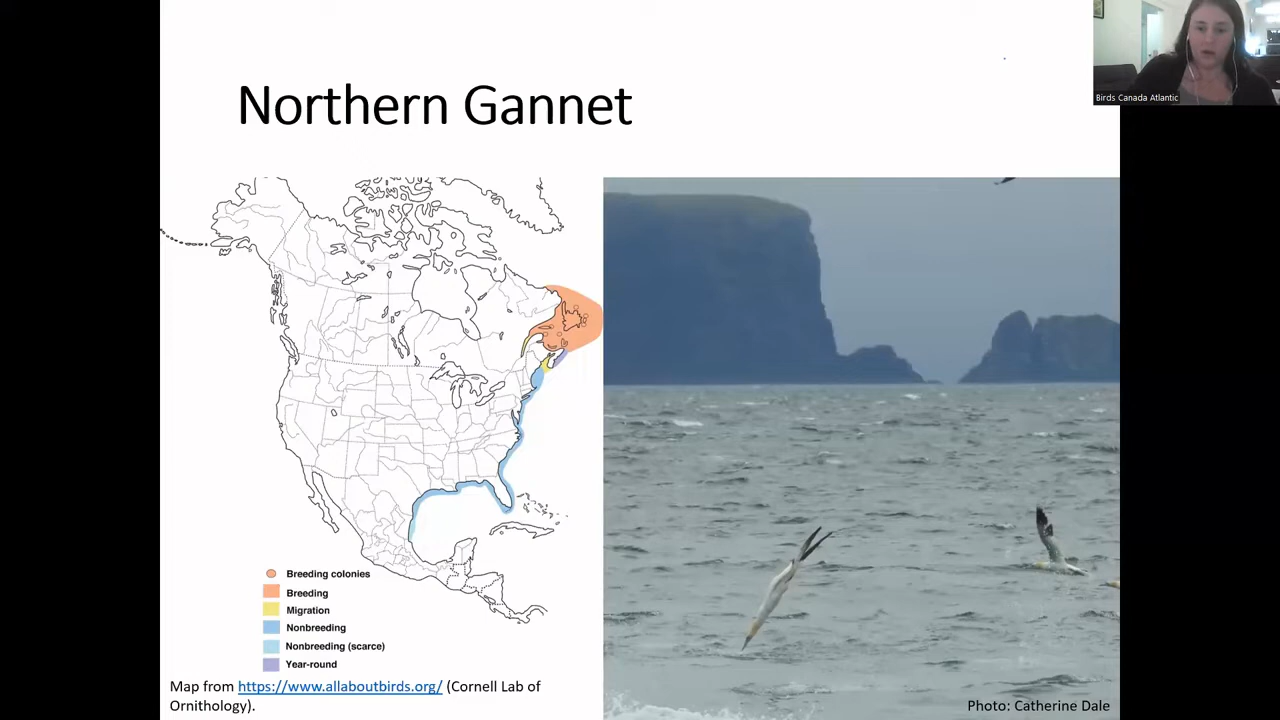 Birds Canada Atlantic
Northern Gannet
Breeding colonies
Breeding
Migration
Nonbreeding
Nonbreeding (scarce)
Year-round
Map from https://www.allaboutbirds.org/ (Cornell Lab of
Ornithology).
Photo: Catherine Dale